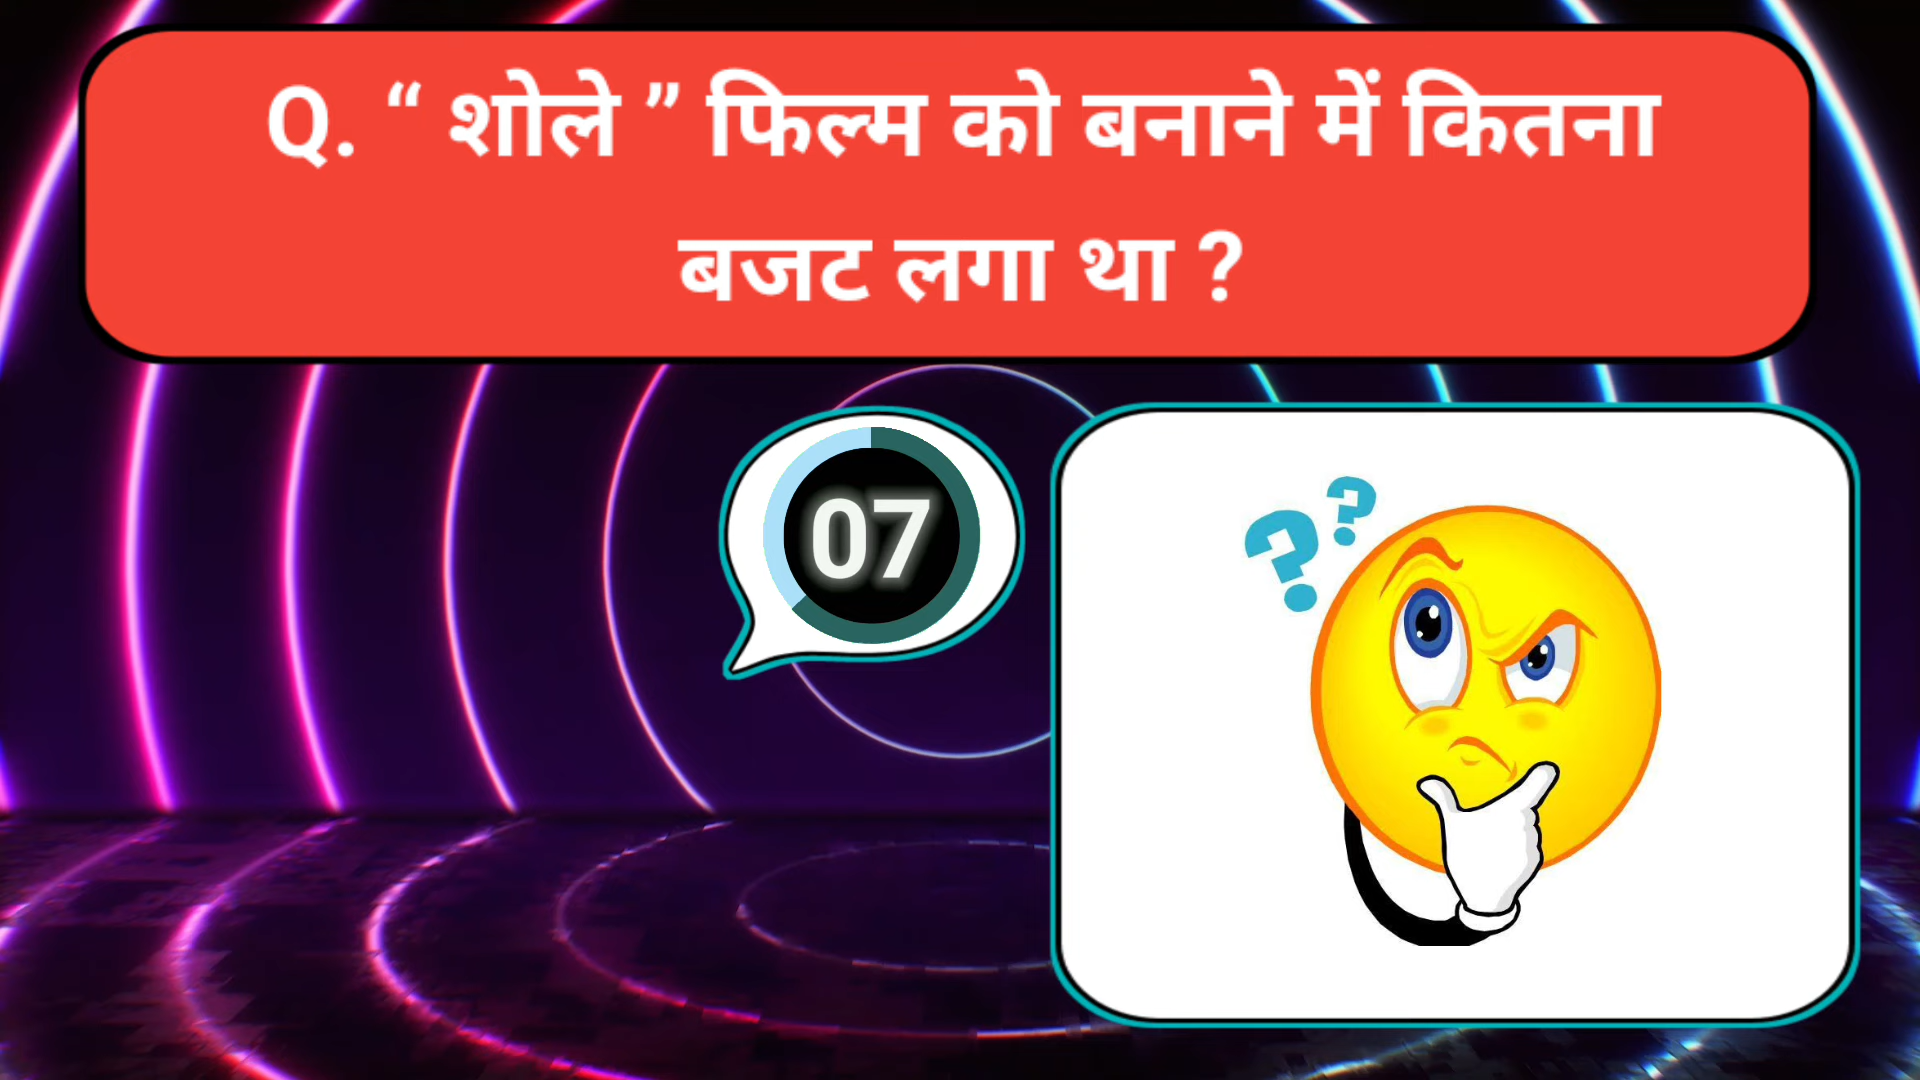 Q. “ शोले ” फिल्म को बनाने में कितना
बजट लगा था ?
07
? ?